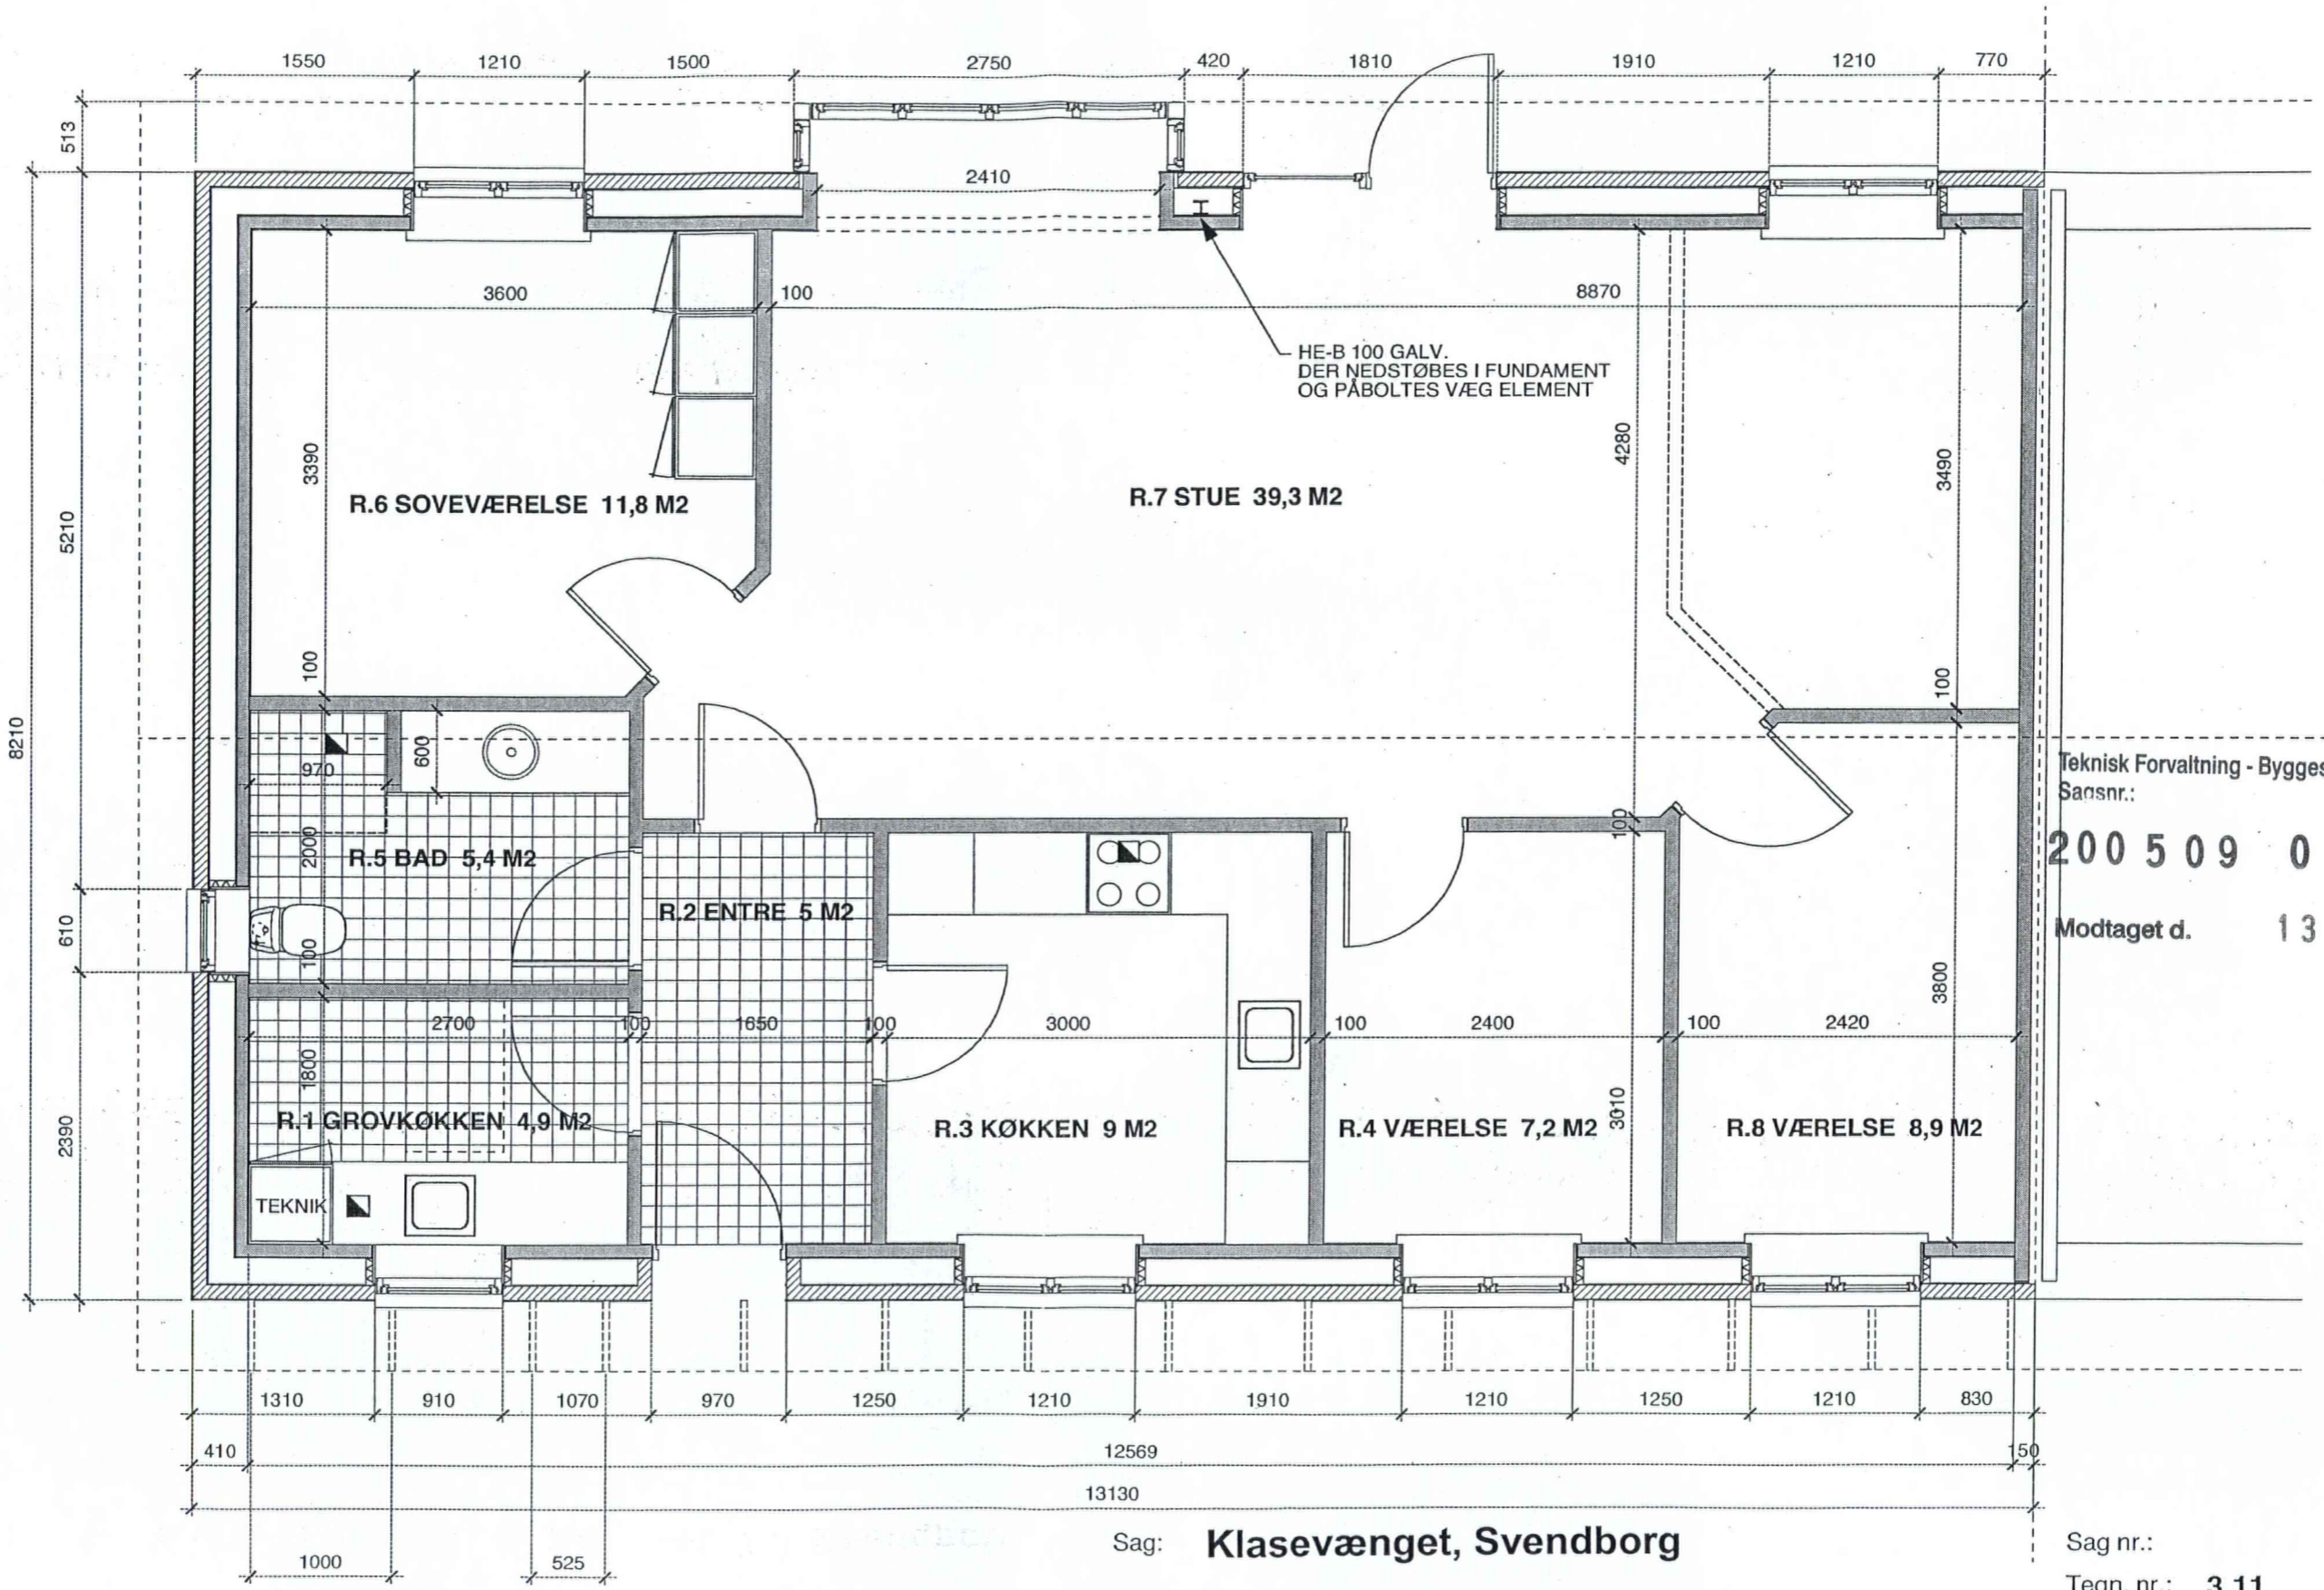 1550 1210 1500 2750 420 1810 1910 1210 770
513
2410
3600 100 8870
HE-B 100 GALV.
DER NEDSTØBES I FUNDAMENT
OG PÅBOLTES VÆG ELEMENT
3390
4280
3490
R.6 SOVEVÆRELSE 11,8 M2
R.7 STUE 39,3 M2
5210
100
100
8210
600
970
Teknisk Forvaltning - Bygges
Sagsnr.:
100
2000
R.5 BAD 5,4 M2
200 5 09 0
R.2 ENTRE 5 M2
610
100
Modtaget d. 13
3800
2700 100 1650 100 3000 100 2400 100 2420
1800
3010
2390
R.1 GROVKØKKEN 4,9 M2
R.3 KØKKEN 9 M2
R.4 VÆRELSE 7,2 M2
R.8 VÆRELSE 8,9 M2
TEKNIK
1310 910 1070 970 1250 1210 1910 1210 1250 1210 830
410 12569 150
13130
Sag: Klasevænget, Svendborg
Sag nr.:
1000 525
Tegn. nr.: 3.11